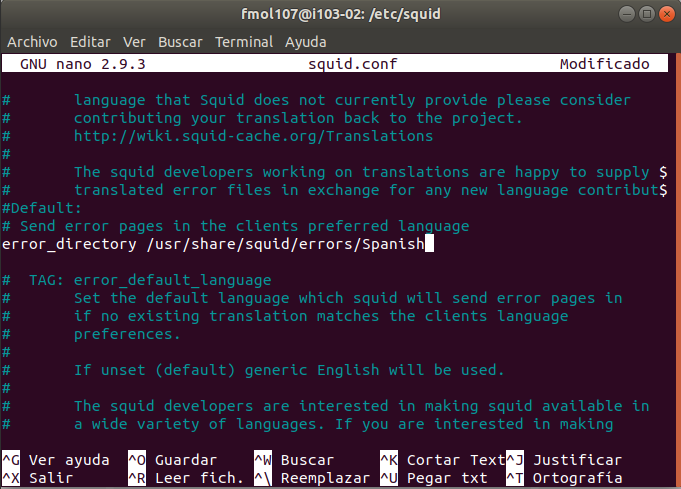 fmol107@i103-02: /etc/squid
Archivo Editar Ver Buscar Terminal Ayuda
GNU nano 2.9.3 squid.conf Modificado
# language that Squid does not currently provide please consider
# contributing your translation back to the project.
# http://wiki.squid-cache.org/Translations
#
# The squid developers working on translations are happy to supply $
# translated error files in exchange for any new language contribut$
#Default:
# Send error pages in the clients preferred language
error_directory /usr/share/squid/errors/Spanish
# TAG: error_default_language
# Set the default language which squid will send error pages in
# if no existing translation matches the clients language
# preferences.
#
# If unset (default) generic English will be used.
#
# The squid developers are interested in making squid available in
# a wide variety of languages. If you are interested in making
^G Ver ayuda ^O Guardar ^W Buscar ^K Cortar Text ^J Justificar
^X Salir ^R Leer fich. ^\ Reemplazar ^U Pegar txt ^T Ortografía